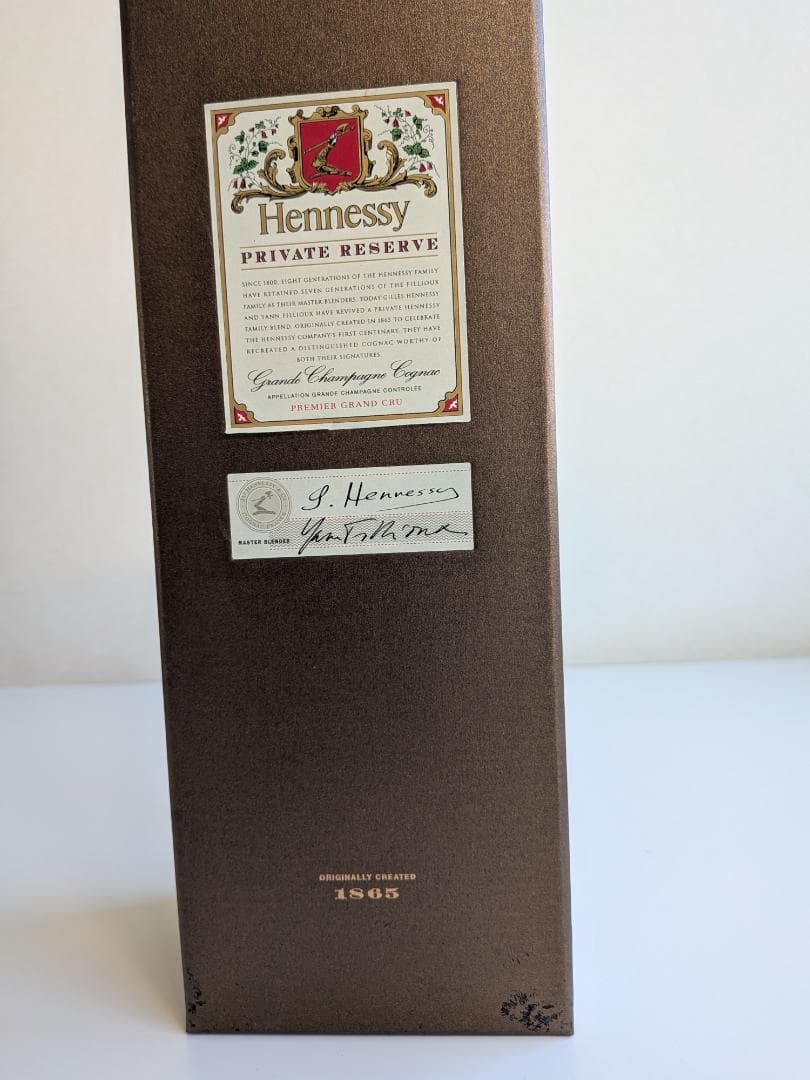 Hennessy
PRIVATE RESERVE
SINCE 1800, EIGHT GENERATIONS OF THE HENNESSY FAMILY
HAVE RETAINED SEVEN GENERATIONS OF THE FILLIOUX
FAMILY AS THEIR MASTER BLENDERS. TODAY GILLES HENNESSY
AND YANN FILLIOUX HAVE REVIVED A PRIVATE HENNESSY
FAMILY BLEND, ORIGINALLY CREATED IN 1865 TO CELEBRATE
THE HENNESSY COMPANY'S FIRST CENTENARY. THEY HAVE
RECREATED A DISTINGUISHED COGNAC WORTHY OF
BOTH THEIR SIGNATURES.
Grande Champagne Cognac
APPELLATION GRANDE CHAMPAGNE CONTROLÉE
PREMIER GRAND CRU
MASTER BLENDER
ORIGINALLY CREATED
1865